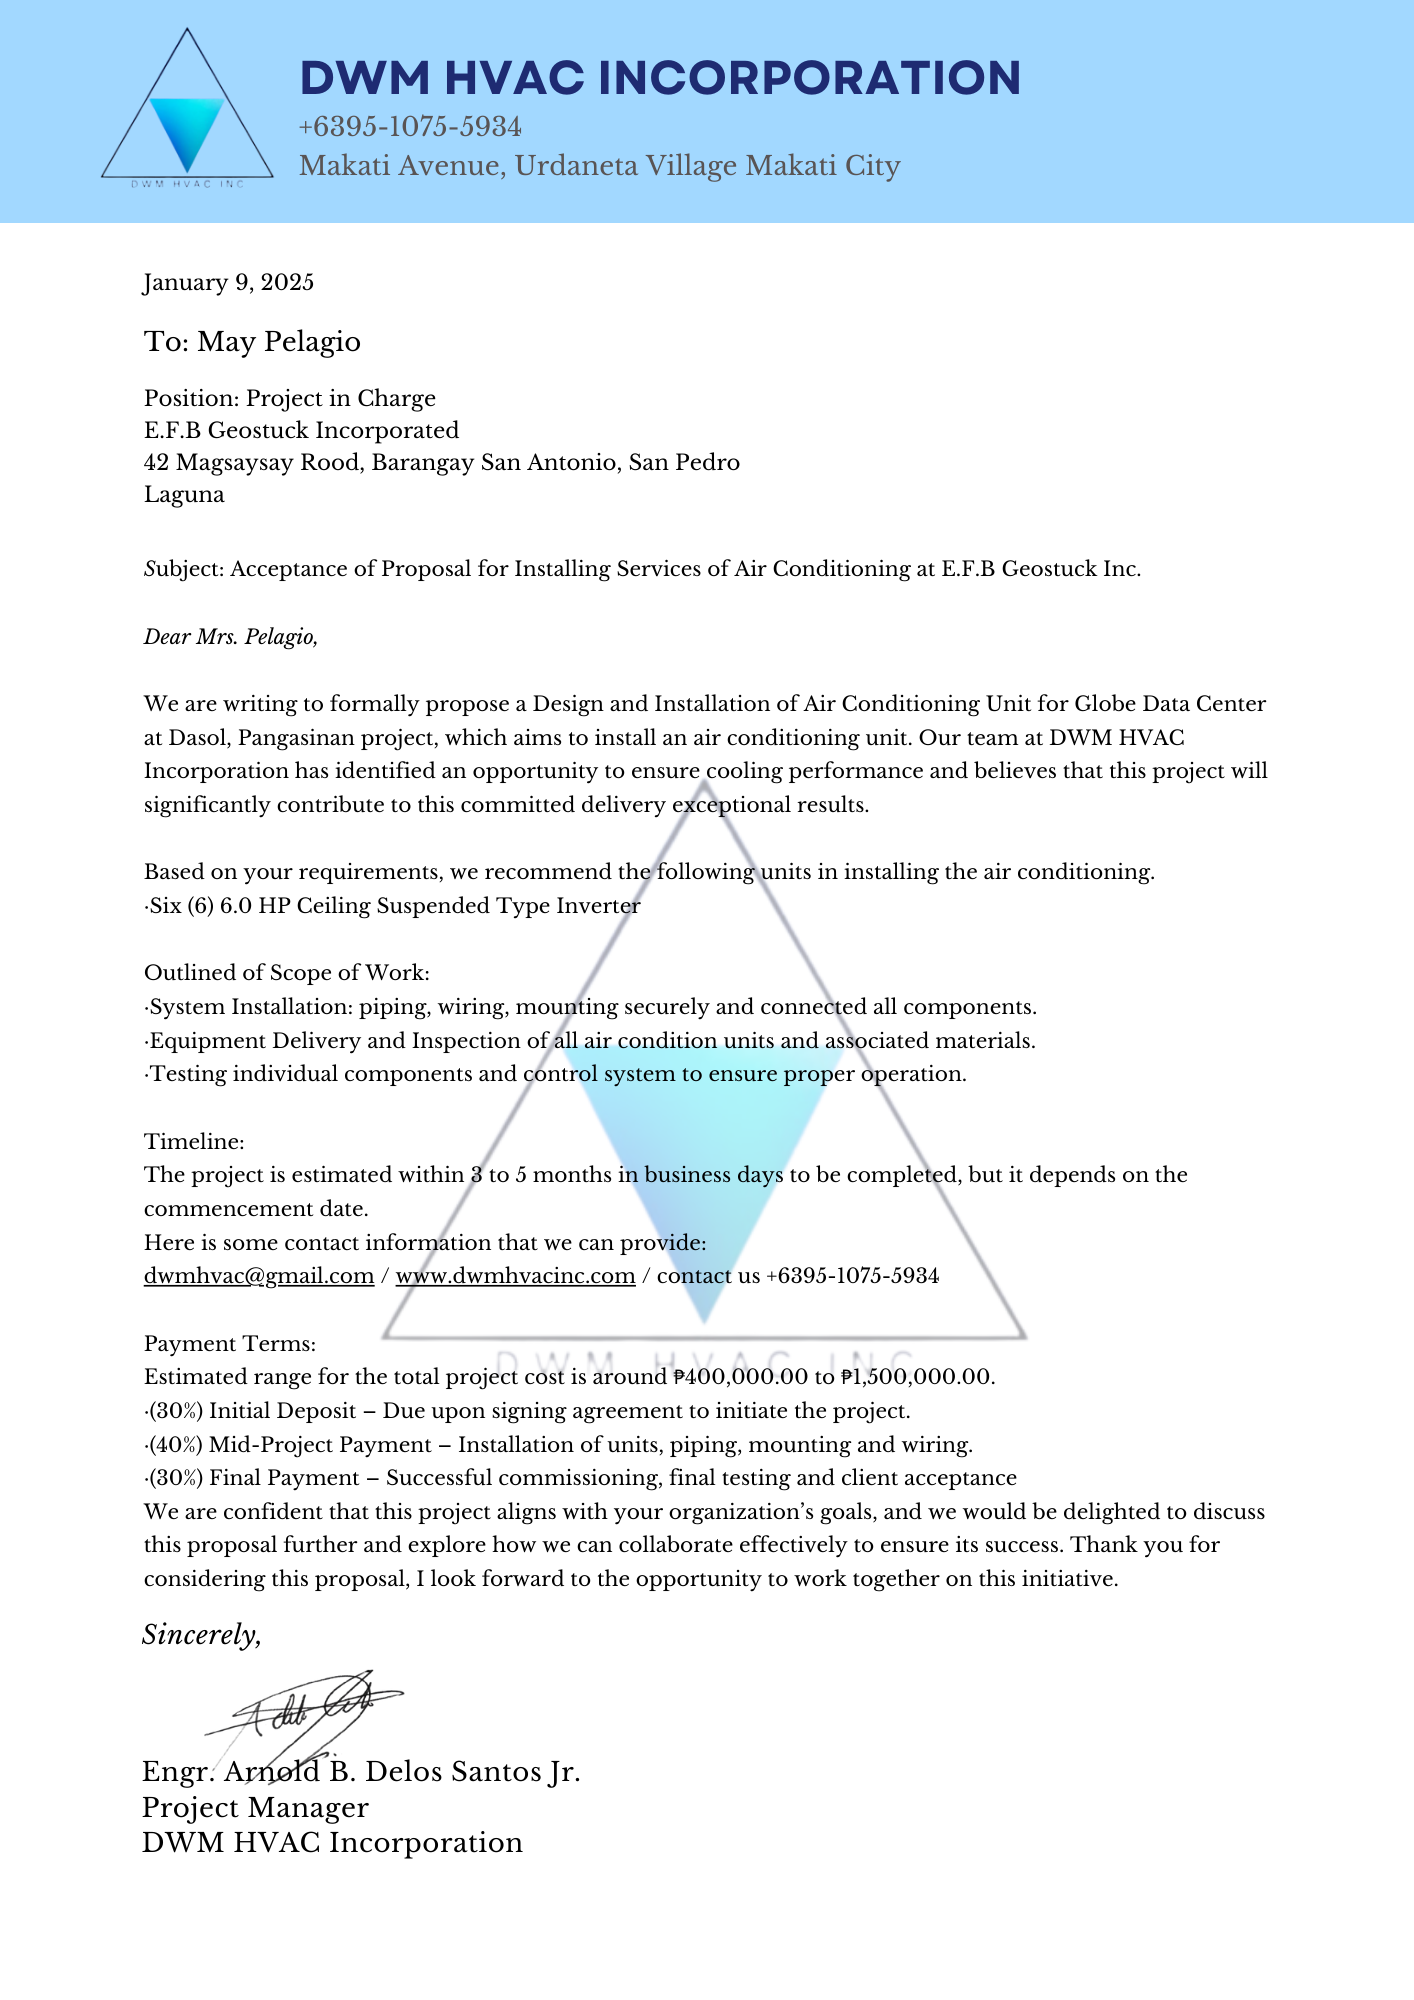 DWM HVAC INC
DWM HVAC INCORPORATION
+6395-1075-5934
Makati Avenue, Urdaneta Village Makati City
January 9, 2025
To: May Pelagio
Position: Project in Charge
E.F.B Geostuck Incorporated
42 Magsaysay Rood, Barangay San Antonio, San Pedro
Laguna
Subject: Acceptance of Proposal for Installing Services of Air Conditioning at E.F.B Geostuck Inc.
Dear Mrs. Pelagio,
We are writing to formally propose a Design and Installation of Air Conditioning Unit for Globe Data Center
at Dasol, Pangasinan project, which aims to install an air conditioning unit. Our team at DWM HVAC
Incorporation has identified an opportunity to ensure cooling performance and believes that this project will
significantly contribute to this committed delivery exceptional results.
Based on your requirements, we recommend the following units in installing the air conditioning.
·Six (6) 6.0 HP Ceiling Suspended Type Inverter
Outlined of Scope of Work:
·System Installation: piping, wiring, mounting securely and connected all components.
·Equipment Delivery and Inspection of all air condition units and associated materials.
·Testing individual components and control system to ensure proper operation.
Timeline:
The project is estimated within 3 to 5 months in business days to be completed, but it depends on the
commencement date.
Here is some contact information that we can provide:
dwmhvac@gmail.com / www.dwmhvacinc.com / contact us +6395-1075-5934
Payment Terms:
DWM HVAC INC
Estimated range for the total project cost is around ₱400,000.00 to ₱1,500,000.00.
·(30%) Initial Deposit – Due upon signing agreement to initiate the project.
·(40%) Mid-Project Payment – Installation of units, piping, mounting and wiring.
·(30%) Final Payment – Successful commissioning, final testing and client acceptance
We are confident that this project aligns with your organization’s goals, and we would be delighted to discuss
this proposal further and explore how we can collaborate effectively to ensure its success. Thank you for
considering this proposal, I look forward to the opportunity to work together on this initiative.
Sincerely,
Engr. Arnold B. Delos Santos Jr.
Project Manager
DWM HVAC Incorporation